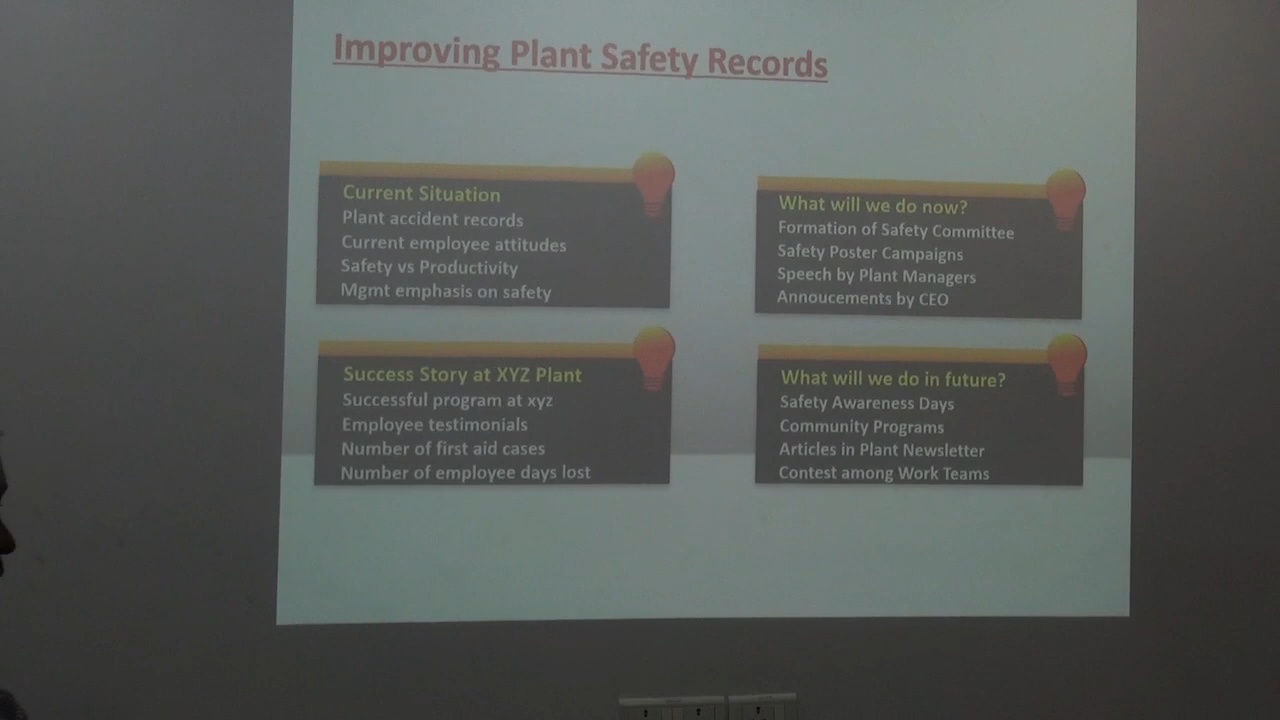 Improving Plant Safety Records
Current Situation
Plant accident records
Current employee attitudes
Safety vs Productivity
Mgmt emphasis on safety
What will we do now?
Formation of Safety Committee
Safety Poster Campaigns
Speech by Plant Managers
Annoucements by CEO
Success Story at XYZ Plant
Successful program at xyz
Employee testimonials
Number of first aid cases
Number of employee days lost
What will we do in future?
Safety Awareness Days
Community Programs
Articles in Plant Newsletter
Contest among Work Teams